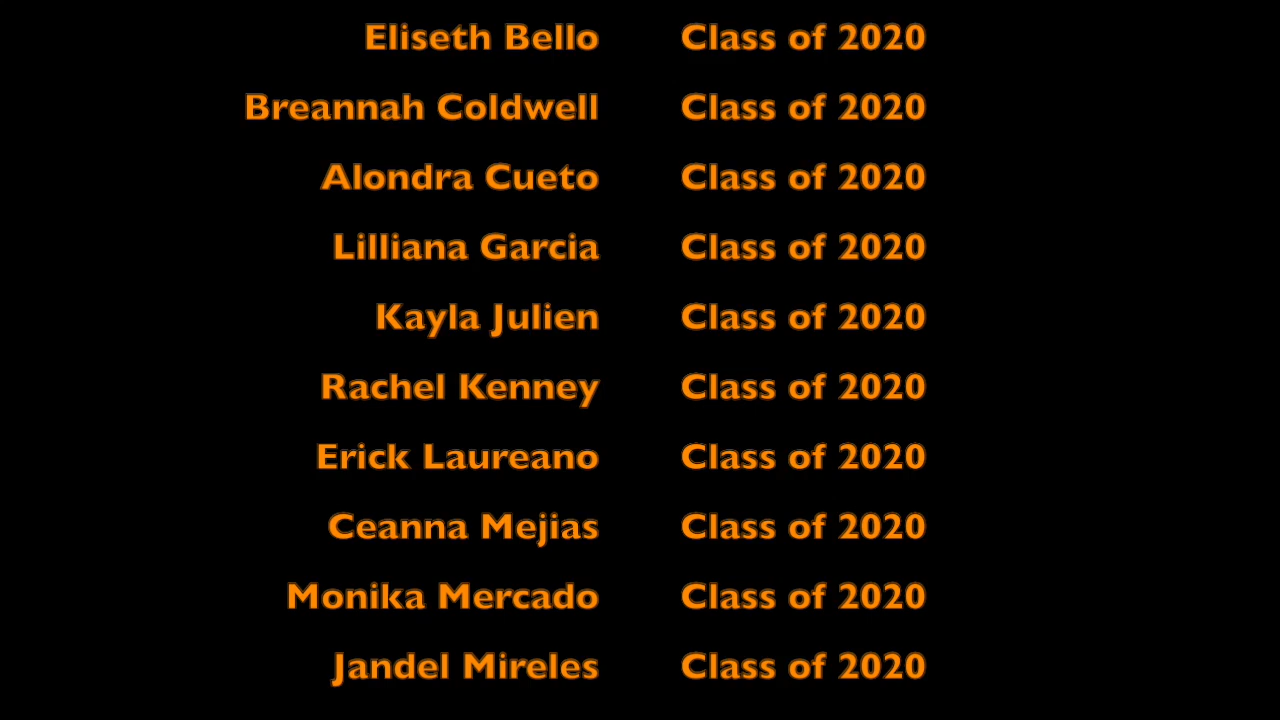 Eliseth Bello Class of 2020
Breannah Coldwell Class of 2020
Alondra Cueto Class of 2020
Lilliana Garcia Class of 2020
Kayla Julien Class of 2020
Rachel Kenney Class of 2020
Erick Laureano Class of 2020
Ceanna Mejias Class of 2020
Monika Mercado Class of 2020
Jandel Mireles Class of 2020